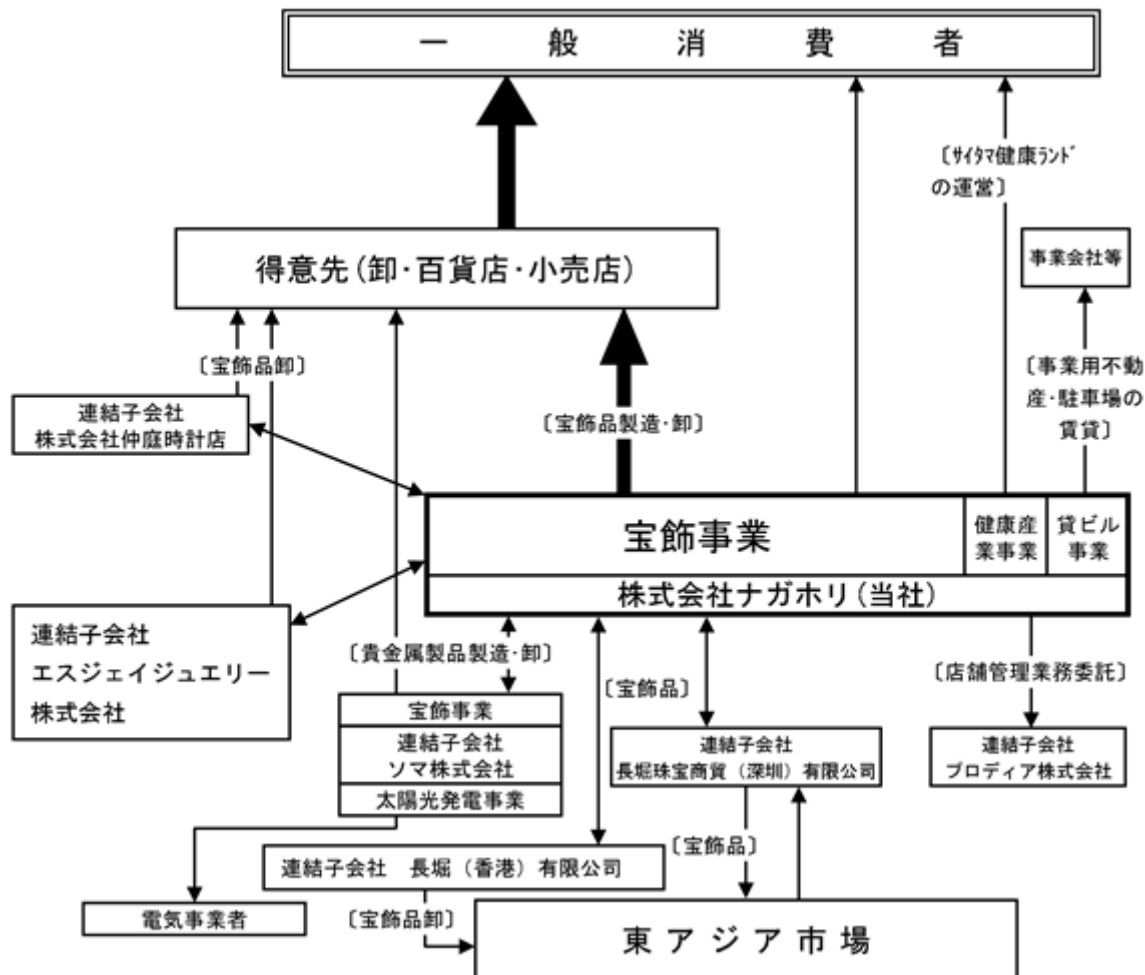 一般消費者
〔ｻｲﾀﾏ健康ﾗﾝﾄﾞ
の運営〕
得意先(卸･百貨店･小売店)
事業会社等
〔宝飾品卸〕
〔事業用不動
産･駐車場の
賃貸〕
連結子会社
株式会社仲庭時計店
〔宝飾品製造･卸〕
宝飾事業
健康産
業事業
貸ビル
事業
株式会社ナガホリ(当社)
連結子会社
エスジェイジュエリー
株式会社
〔貴金属製品製造･卸〕
〔宝飾品〕
〔店舗管理業務委託〕
宝飾事業
連結子会社
ソマ株式会社
太陽光発電事業
連結子会社
長堀珠宝商貿（深圳）有限公司
連結子会社
プロディア株式会社
〔宝飾品〕
連結子会社　長堀（香港）有限公司
電気事業者
〔宝飾品卸〕
東アジア市場